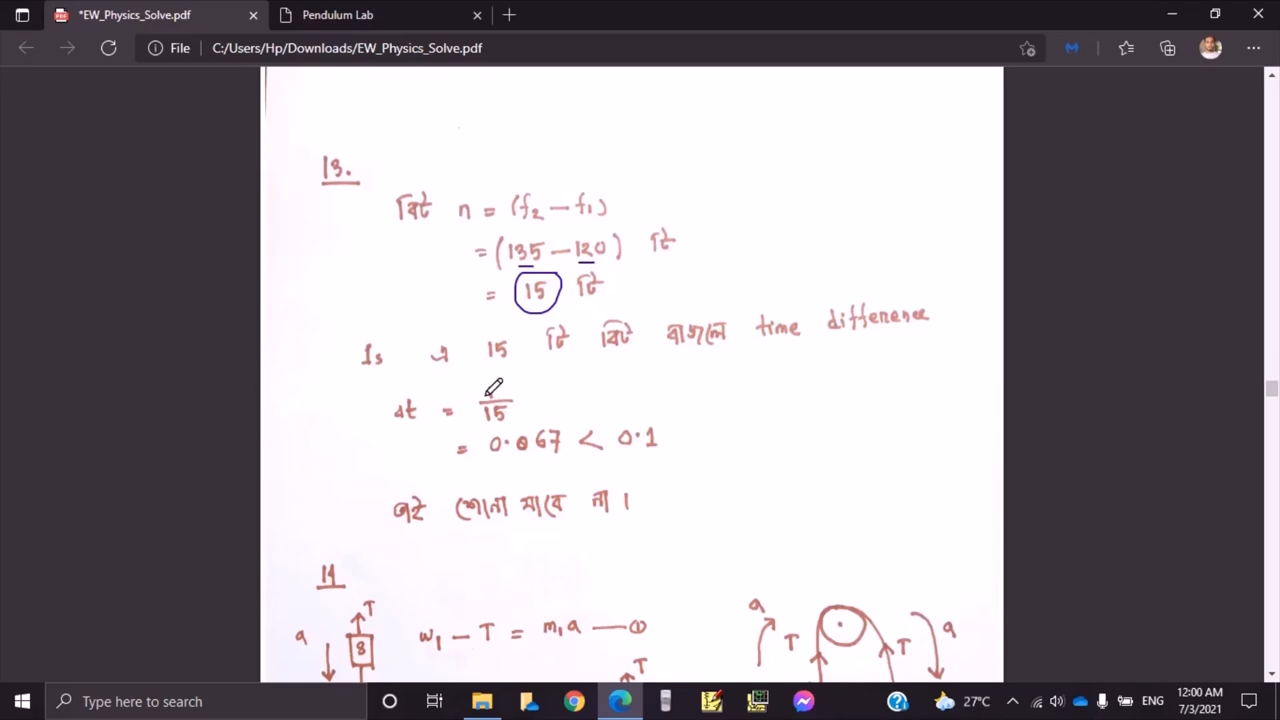 *EW_Physics_Solve.pdf
Pendulum Lab
File C:/Users/Hp/Downloads/EW_Physics_Solve.pdf
13.
বিট n = (f₂ – f₁)
= (135 – 120) টি
= 15 টি
1s এ 15 টি বিট বাজলে time difference
Δt = /15
= 0.067 < 0.1
তাই শোনা যাবে না।
14
a T 8 W₁ – T = m₁a —①
T
a T T a
Type here to search
27°C ENG 12:00 AM
7/3/2021